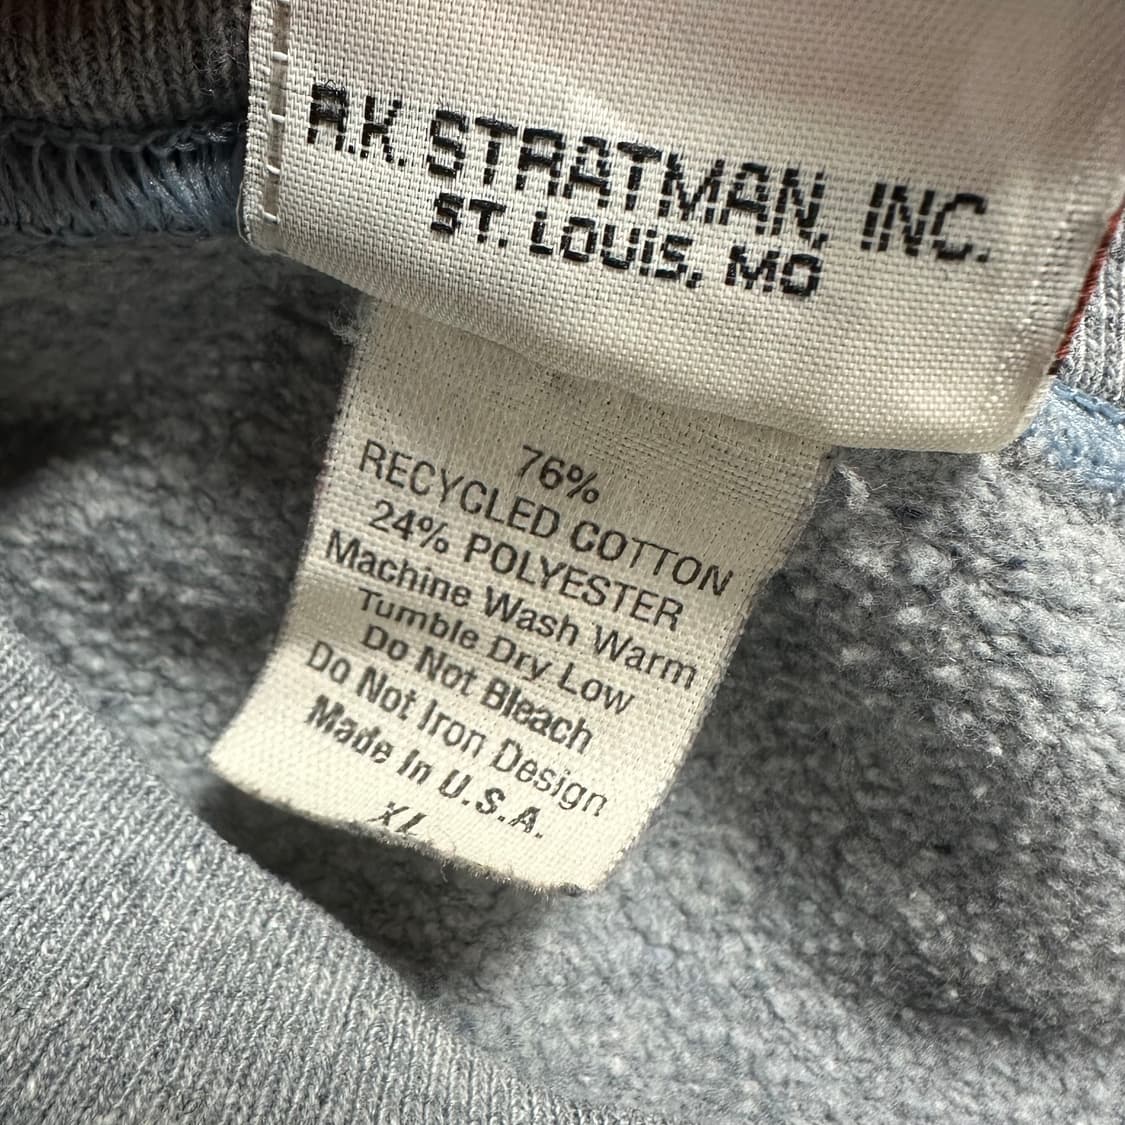 R.K. STRATMAN, INC.
ST. LOUIS, MO
76%
RECYCLED COTTON
24% POLYESTER
Machine Wash Warm
Tumble Dry Low
Do Not Bleach
Do Not Iron Design
Made In U.S.A.
XL